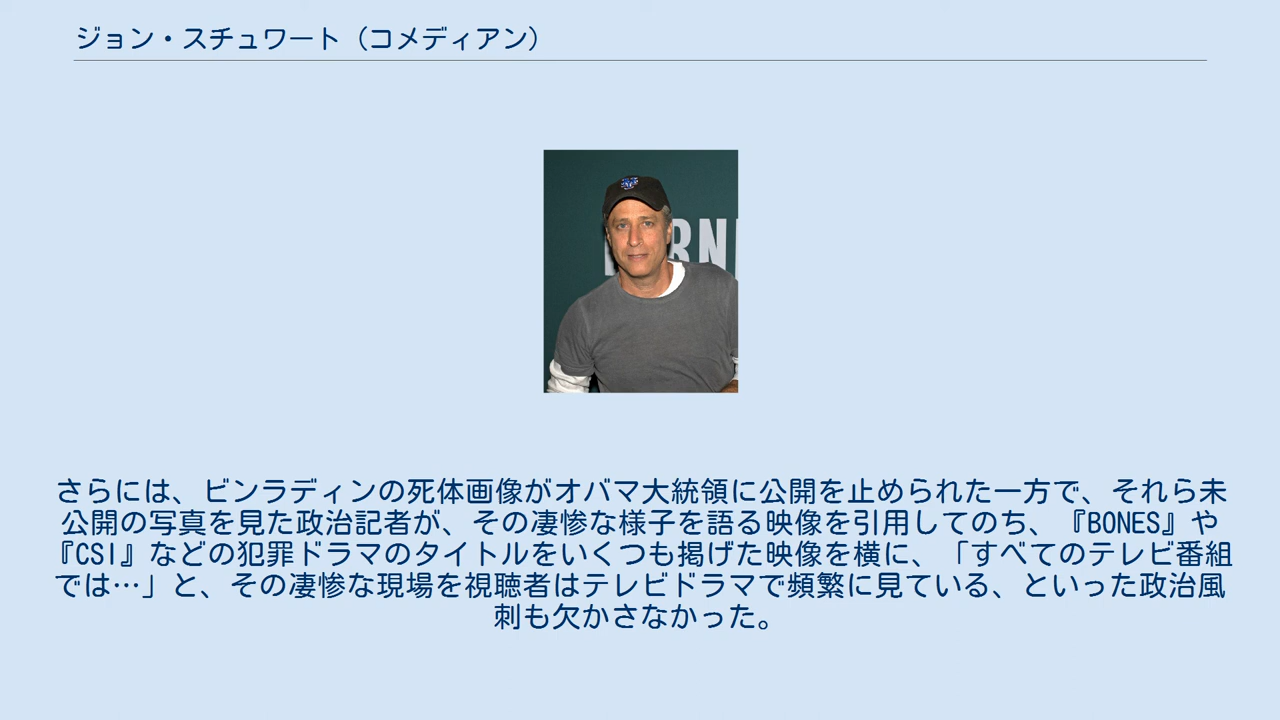 ジョン・スチュワート（コメディアン）
RN
さらには、ビンラディンの死体画像がオバマ大統領に公開を止められた一方で、それら未
公開の写真を見た政治記者が、その凄惨な様子を語る映像を引用してのち、『BONES』や
『CSI』などの犯罪ドラマのタイトルをいくつも掲げた映像を横に、「すべてのテレビ番組
では…」と、その凄惨な現場を視聴者はテレビドラマで頻繁に見ている、といった政治風
刺も欠かさなかった。